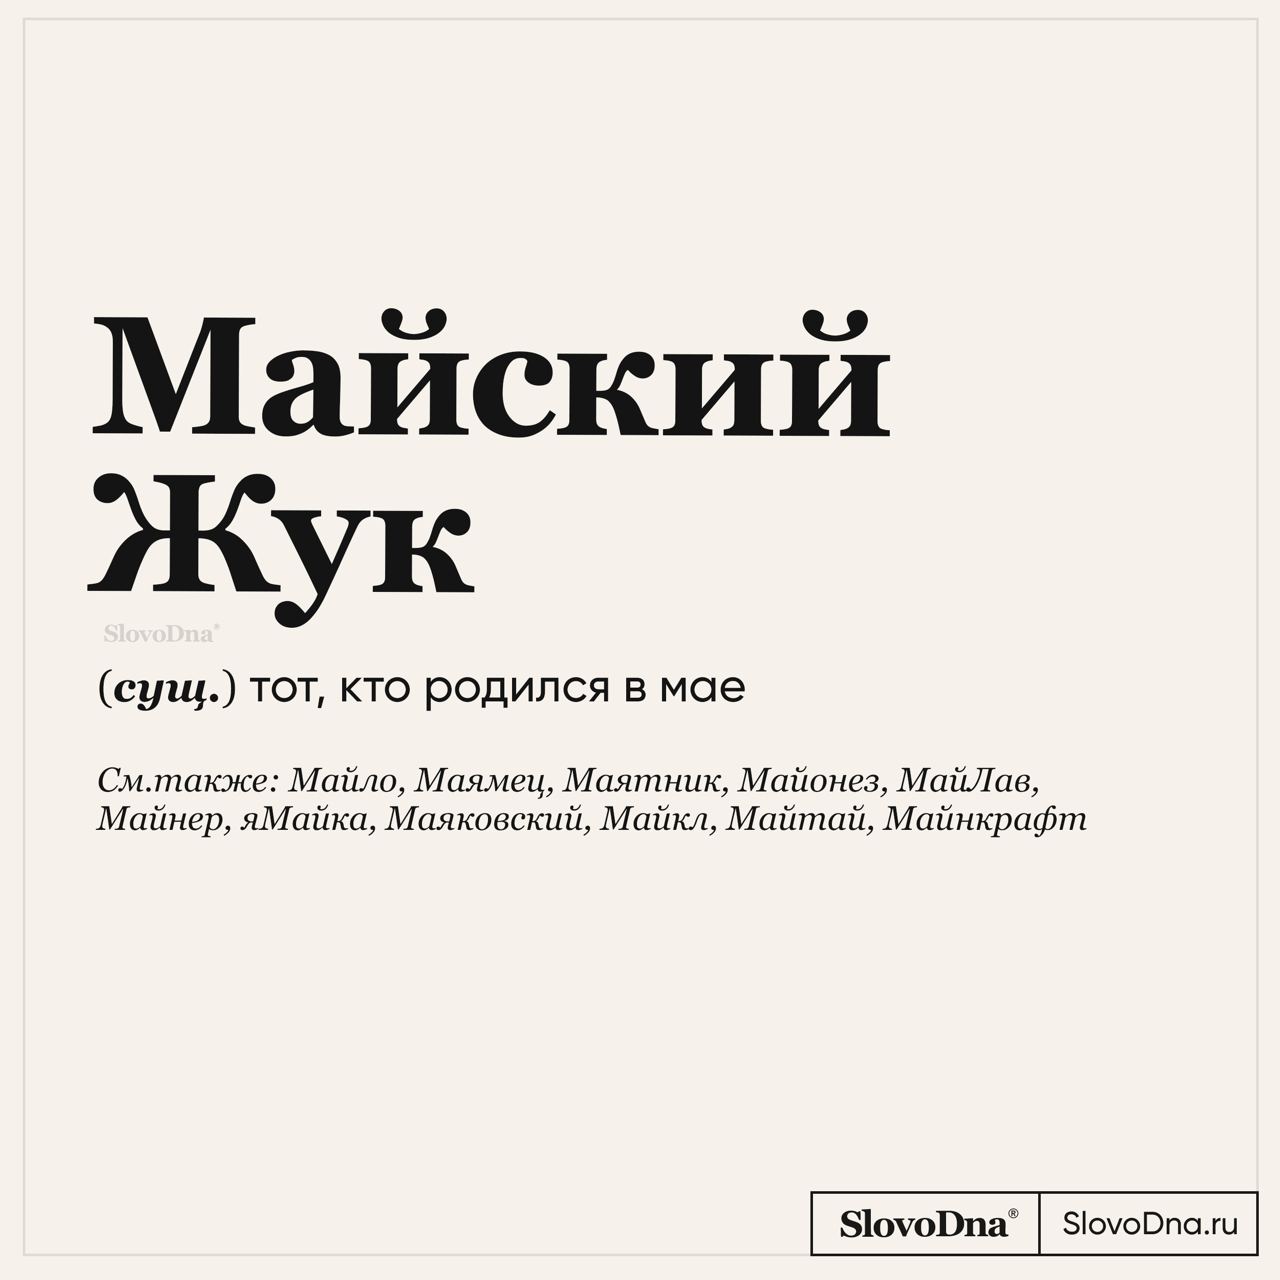 Майский
Жук
SlovoDna®
(сущ.) тот, кто родился в мае
См.также: Майло, Маямец, Маятник, Майонез, МайЛав,
Майнер, яМайка, Маяковский, Майкл, Майтай, Майнкрафт
SlovoDna® SlovoDna.ru